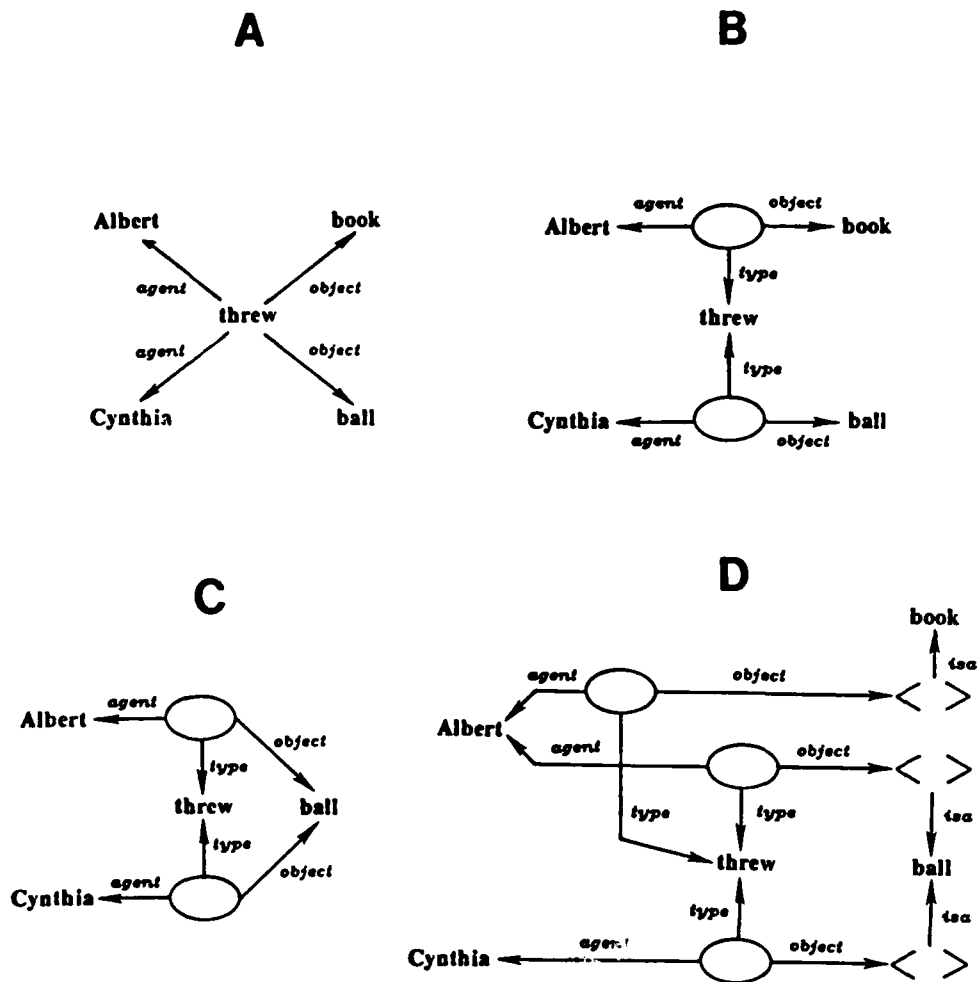 A
B
Albert
book
agent
object
threw
agent
object
Cynthia
ball
agent
object
Albert
book
type
threw
type
Cynthia
ball
agent
object
C
D
agent
Albert
object
type
threw
ball
type
agent
object
Cynthia
book
isa
agent
object
Albert
agent
object
type
type
isa
threw
ball
type
isa
agent
object
Cynthia
< >
< >
< >